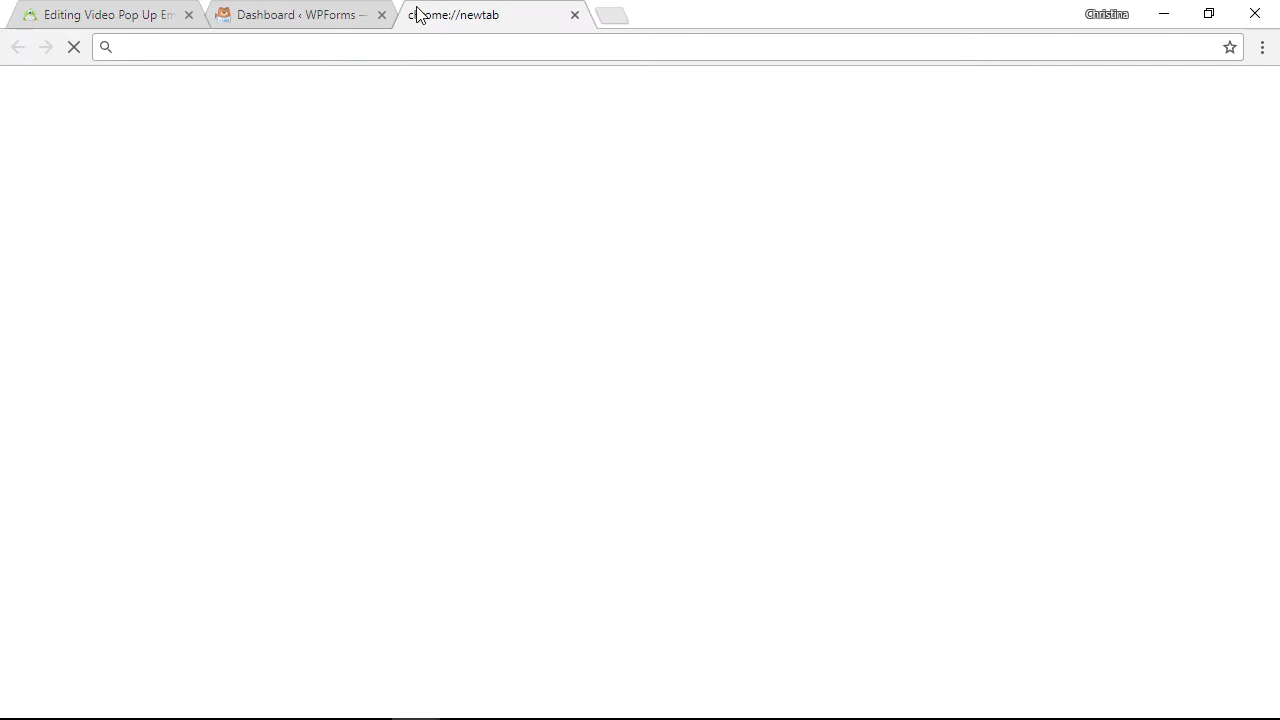 Editing Video Pop Up Em
Dashboard ‹ WPForms —
chrome://newtab
Christina